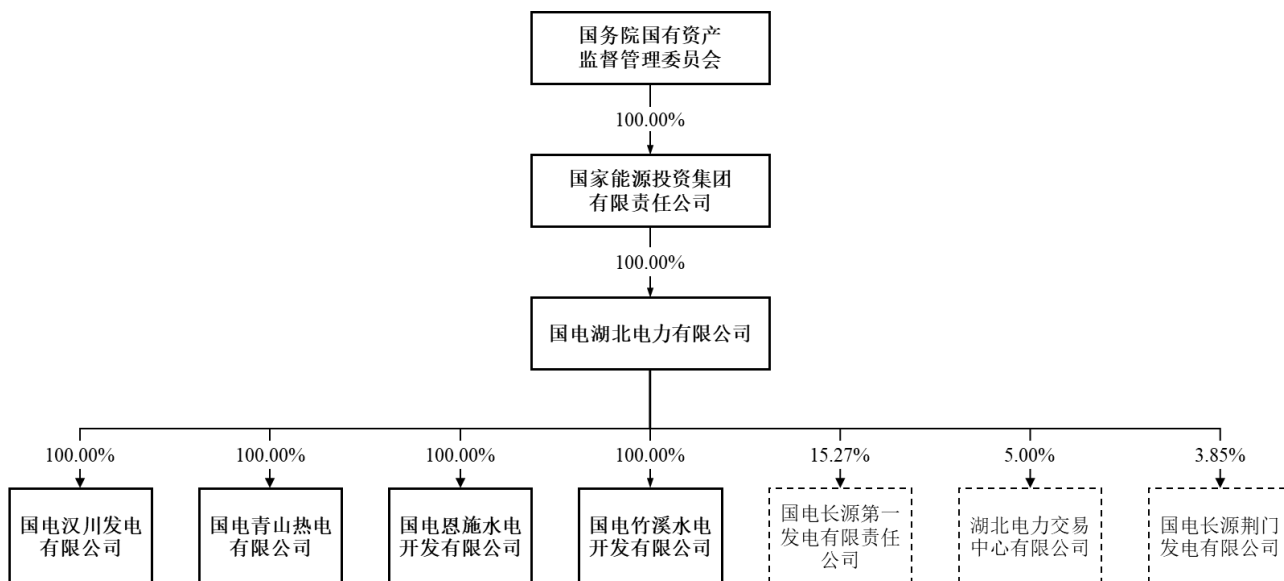 国务院国有资产
监督管理委员会
100.00%
国家能源投资集团
有限责任公司
100.00%
国电湖北电力有限公司
100.00%
100.00%
100.00%
100.00%
15.27%
5.00%
3.85%
国电汉川发电
有限公司
国电青山热电
有限公司
国电恩施水电
开发有限公司
国电竹溪水电
开发有限公司
国电长源第一
发电有限责任
公司
湖北电力交易
中心有限公司
国电长源荆门
发电有限公司